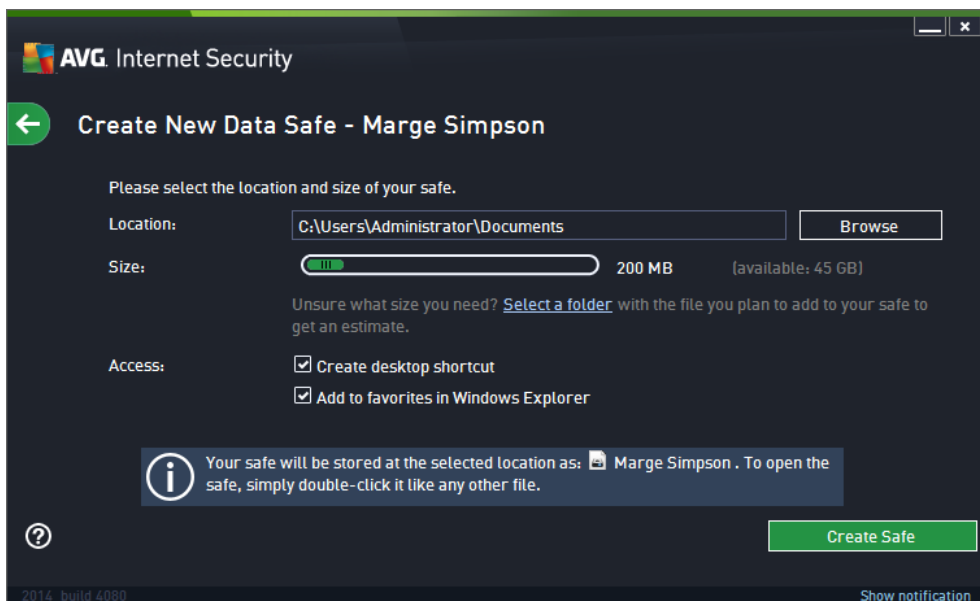 AVG. Internet Security
Create New Data Safe - Marge Simpson
Please select the location and size of your safe.
Location: C:\Users\Administrator\Documents Browse
Size: 200 MB (available: 45 GB)
Unsure what size you need? Select a folder with the file you plan to add to your safe to
get an estimate.
Access: Create desktop shortcut
Add to favorites in Windows Explorer
Your safe will be stored at the selected location as: Marge Simpson . To open the
safe, simply double-click it like any other file.
Create Safe
2014 build 4080 Show notification